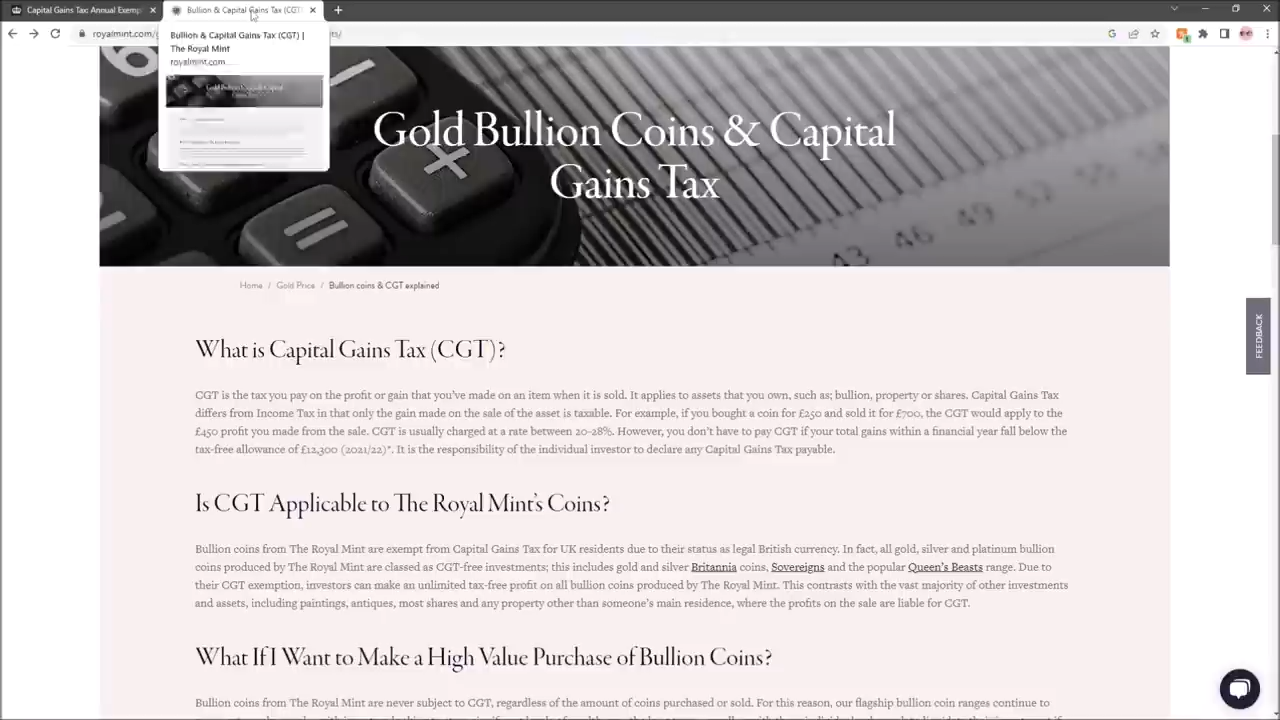 Capital Gains Tax: Annual Exemp
Bullion & Capital Gains Tax (CGT
royalmint.com/
Bullion & Capital Gains Tax (CGT) |
The Royal Mint
royalmint.com
Gold Bullion Coins & Capital
Gains Tax
43 46 49 52
Home / Gold Price / Bullion coins & CGT explained
FEEDBACK
What is Capital Gains Tax (CGT)?
CGT is the tax you pay on the profit or gain that you've made on an item when it is sold. It applies to assets that you own, such as; bullion, property or shares. Capital Gains Tax
differs from Income Tax in that only the gain made on the sale of the asset is taxable. For example, if you bought a coin for £250 and sold it for £700, the CGT would apply to the
£450 profit you made from the sale. CGT is usually charged at a rate between 20-28%. However, you don't have to pay CGT if your total gains within a financial year fall below the
tax-free allowance of £12,300 (2021/22)*. It is the responsibility of the individual investor to declare any Capital Gains Tax payable.
Is CGT Applicable to The Royal Mint's Coins?
Bullion coins from The Royal Mint are exempt from Capital Gains Tax for UK residents due to their status as legal British currency. In fact, all gold, silver and platinum bullion
coins produced by The Royal Mint are classed as CGT-free investments; this includes gold and silver Britannia coins, Sovereigns and the popular Queen's Beasts range. Due to
their CGT exemption, investors can make an unlimited tax-free profit on all bullion coins produced by The Royal Mint. This contrasts with the vast majority of other investments
and assets, including paintings, antiques, most shares and any property other than someone's main residence, where the profits on the sale are liable for CGT.
What If I Want to Make a High Value Purchase of Bullion Coins?
Bullion coins from The Royal Mint are never subject to CGT, regardless of the amount of coins purchased or sold. For this reason, our flagship bullion coin ranges continue to